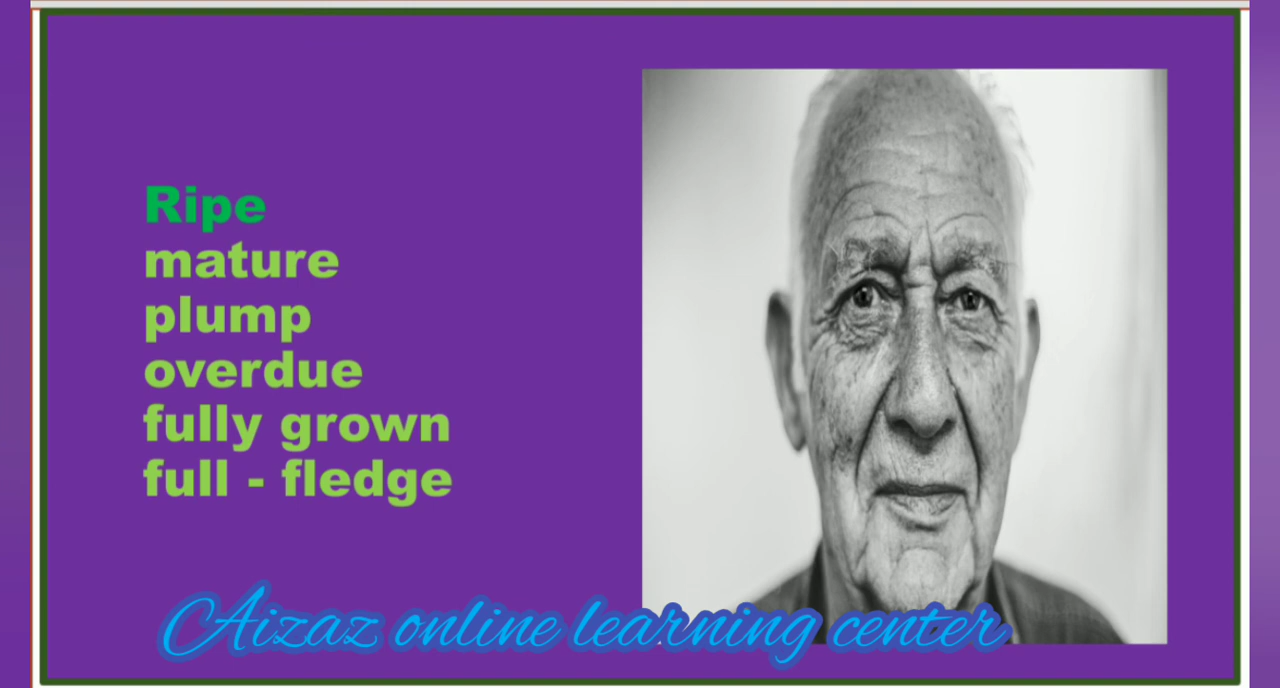 Ripe
mature
plump
overdue
fully grown
full - fledge
Aizaz online learning center